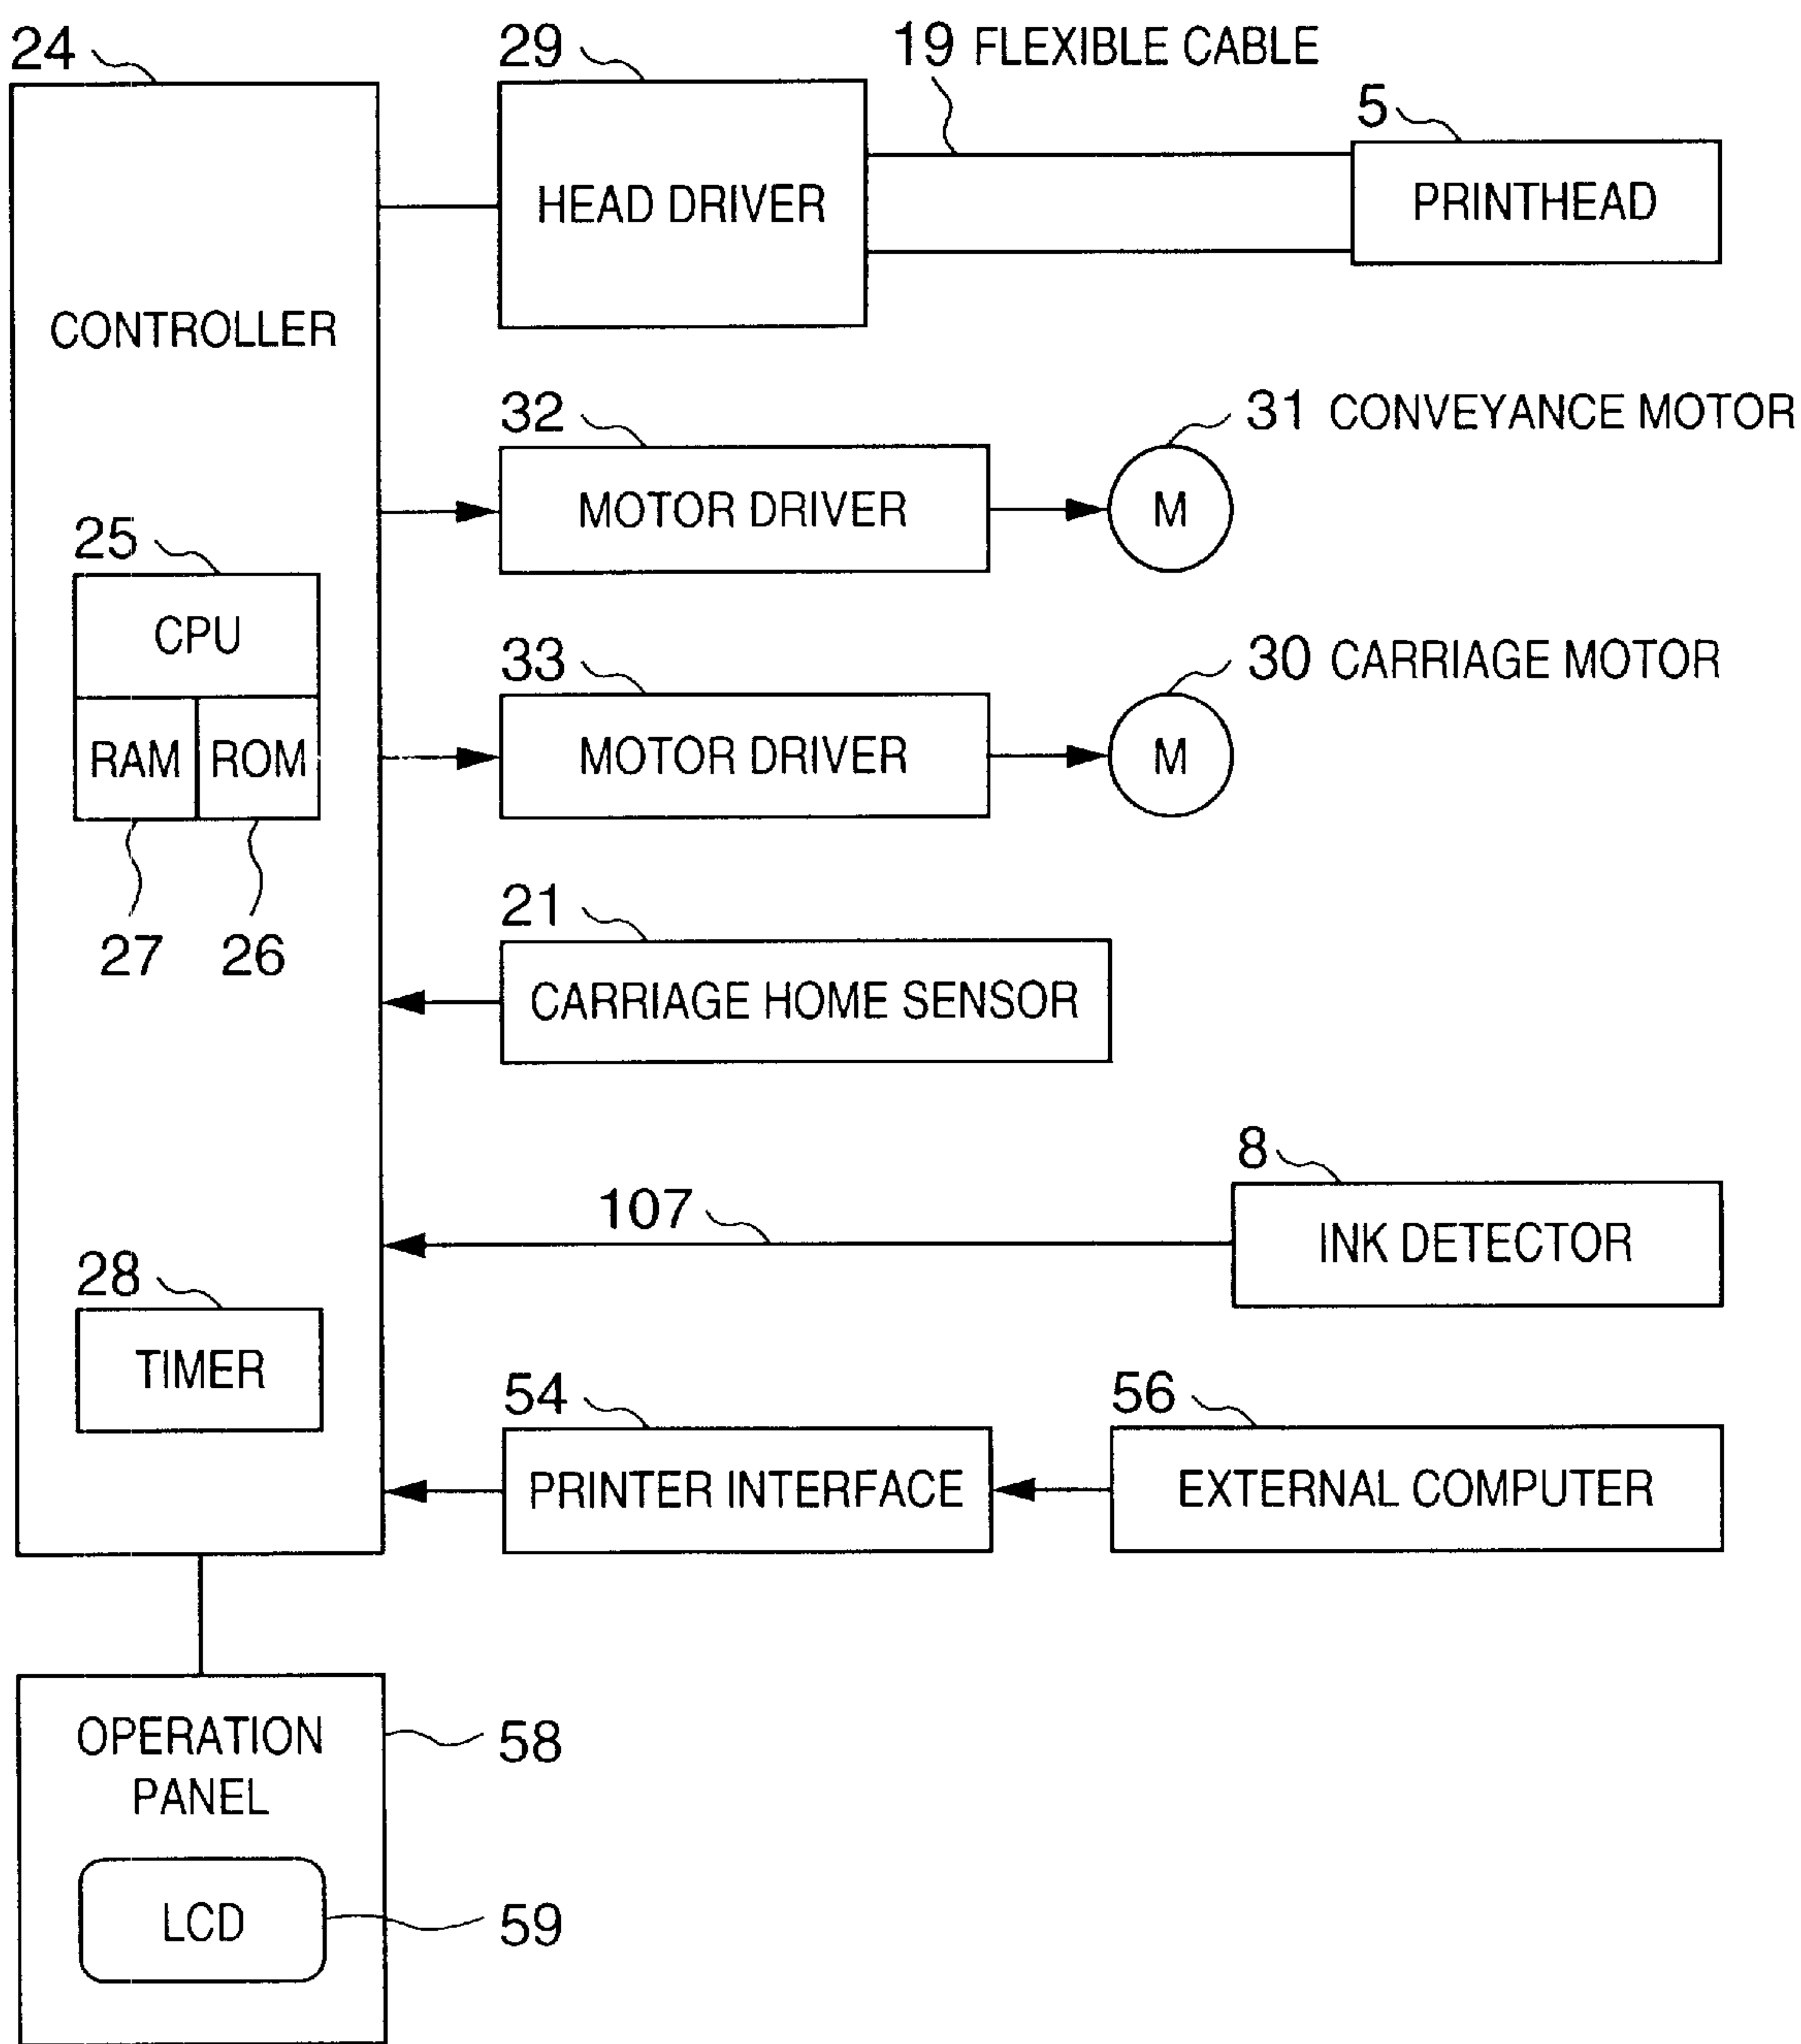 24
29
19 FLEXIBLE CABLE
5
HEAD DRIVER
PRINTHEAD
CONTROLLER
32
31 CONVEYANCE MOTOR
MOTOR DRIVER
M
25
CPU
33
30 CARRIAGE MOTOR
RAM
ROM
MOTOR DRIVER
M
27
26
21
CARRIAGE HOME SENSOR
8
107
INK DETECTOR
28
TIMER
54
56
PRINTER INTERFACE
EXTERNAL COMPUTER
OPERATION
PANEL
58
LCD
59